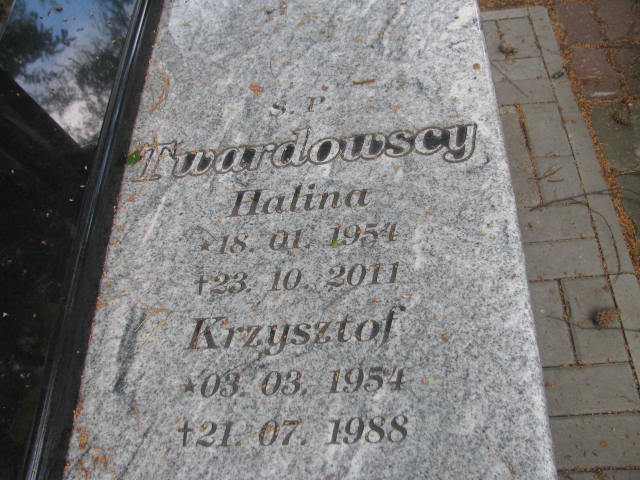 Ś. P.
Twardowscy
Halina
*18. 01. 1954
†23. 10. 2011
Krzysztof
*03. 03. 1954
†21. 07. 1988